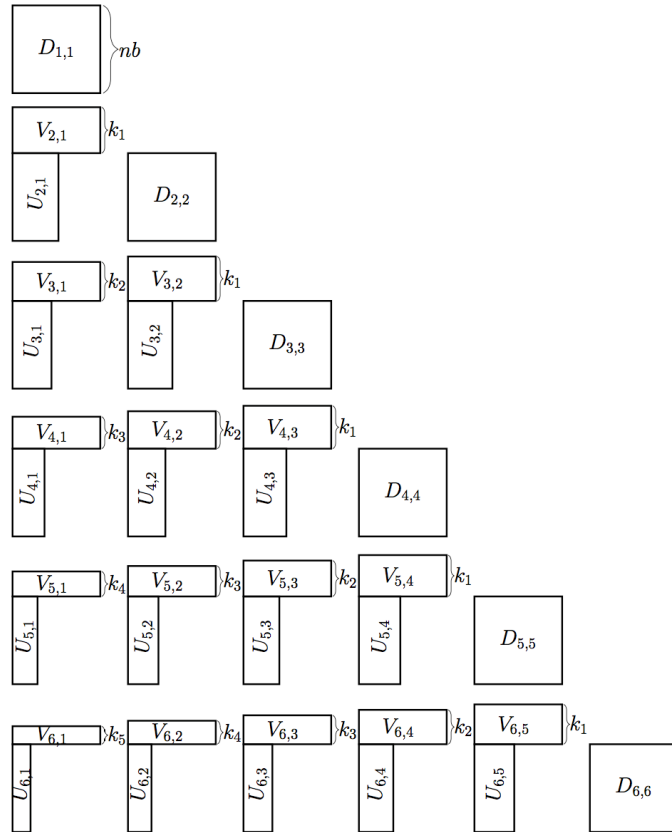 D1,1 nb
V2,1 k1
U2,1 D2,2
V3,1 k2 V3,2 k1
U3,1 U3,2 D3,3
V4,1 k3 V4,2 k2 V4,3 k1
U4,1 U4,2 U4,3 D4,4
V5,1 k4 V5,2 k3 V5,3 k2 V5,4 k1
U5,1 U5,2 U5,3 U5,4 D5,5
V6,1 k5 V6,2 k4 V6,3 k3 V6,4 k2 V6,5 k1
U6,1 U6,2 U6,3 U6,4 U6,5 D6,6